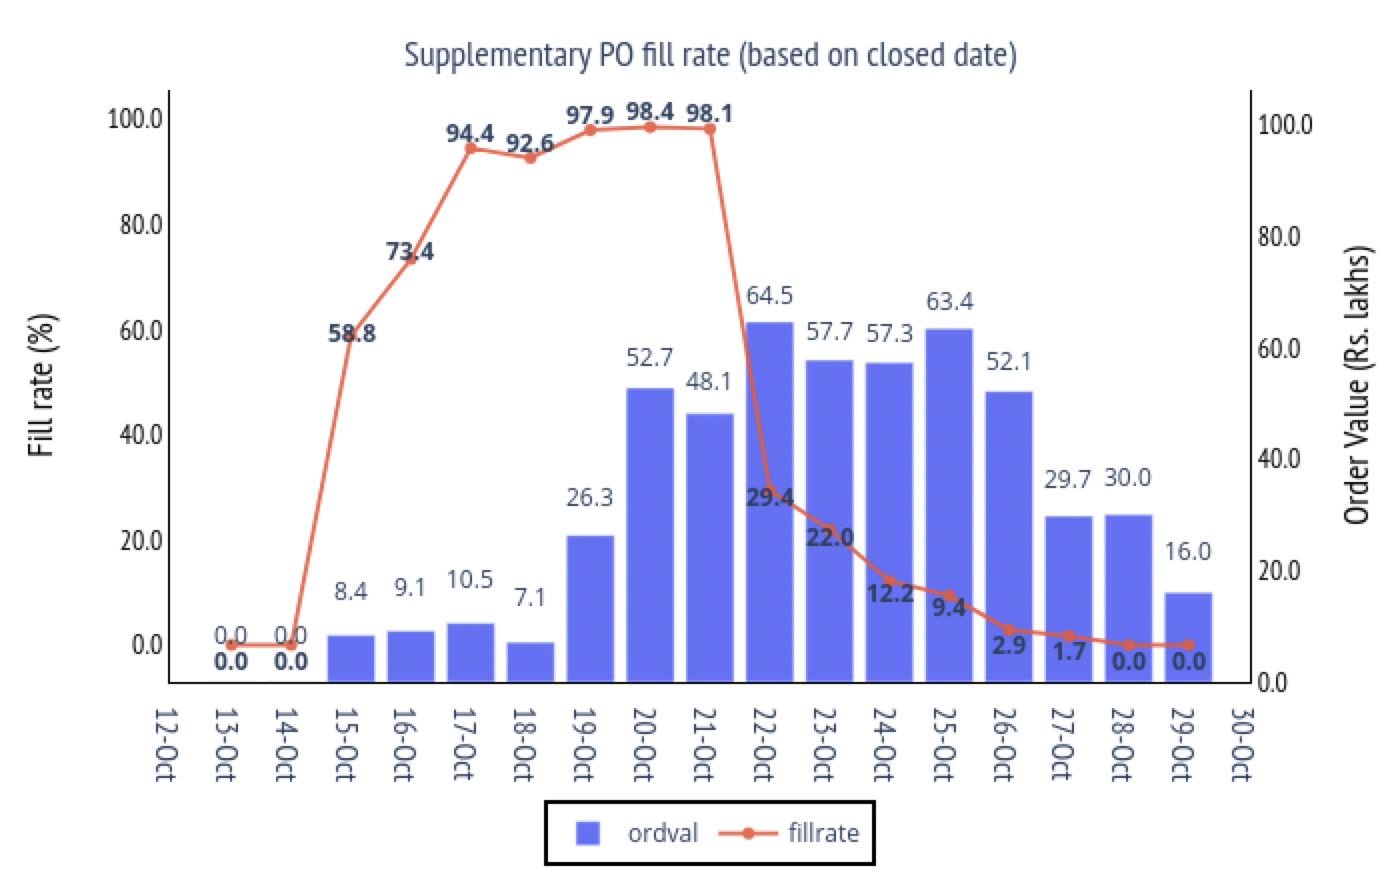 Supplementary PO fill rate (based on closed date)
Fill rate (%)
100.0
80.0
60.0
40.0
20.0
0.0
0.0 0.0 58.8 73.4 94.4 92.6 97.9 98.4 98.1 29.4 22.0 12.2 9.4 2.9 1.7 0.0 0.0
0.0 0.0 8.4 9.1 10.5 7.1 26.3 52.7 48.1 64.5 57.7 57.3 63.4 52.1 29.7 30.0 16.0
100.0
80.0
60.0
40.0
20.0
0.0
Order Value (Rs. lakhs)
12-Oct
13-Oct
14-Oct
15-Oct
16-Oct
17-Oct
18-Oct
19-Oct
20-Oct
21-Oct
22-Oct
23-Oct
24-Oct
25-Oct
26-Oct
27-Oct
28-Oct
29-Oct
30-Oct
ordval fillrate